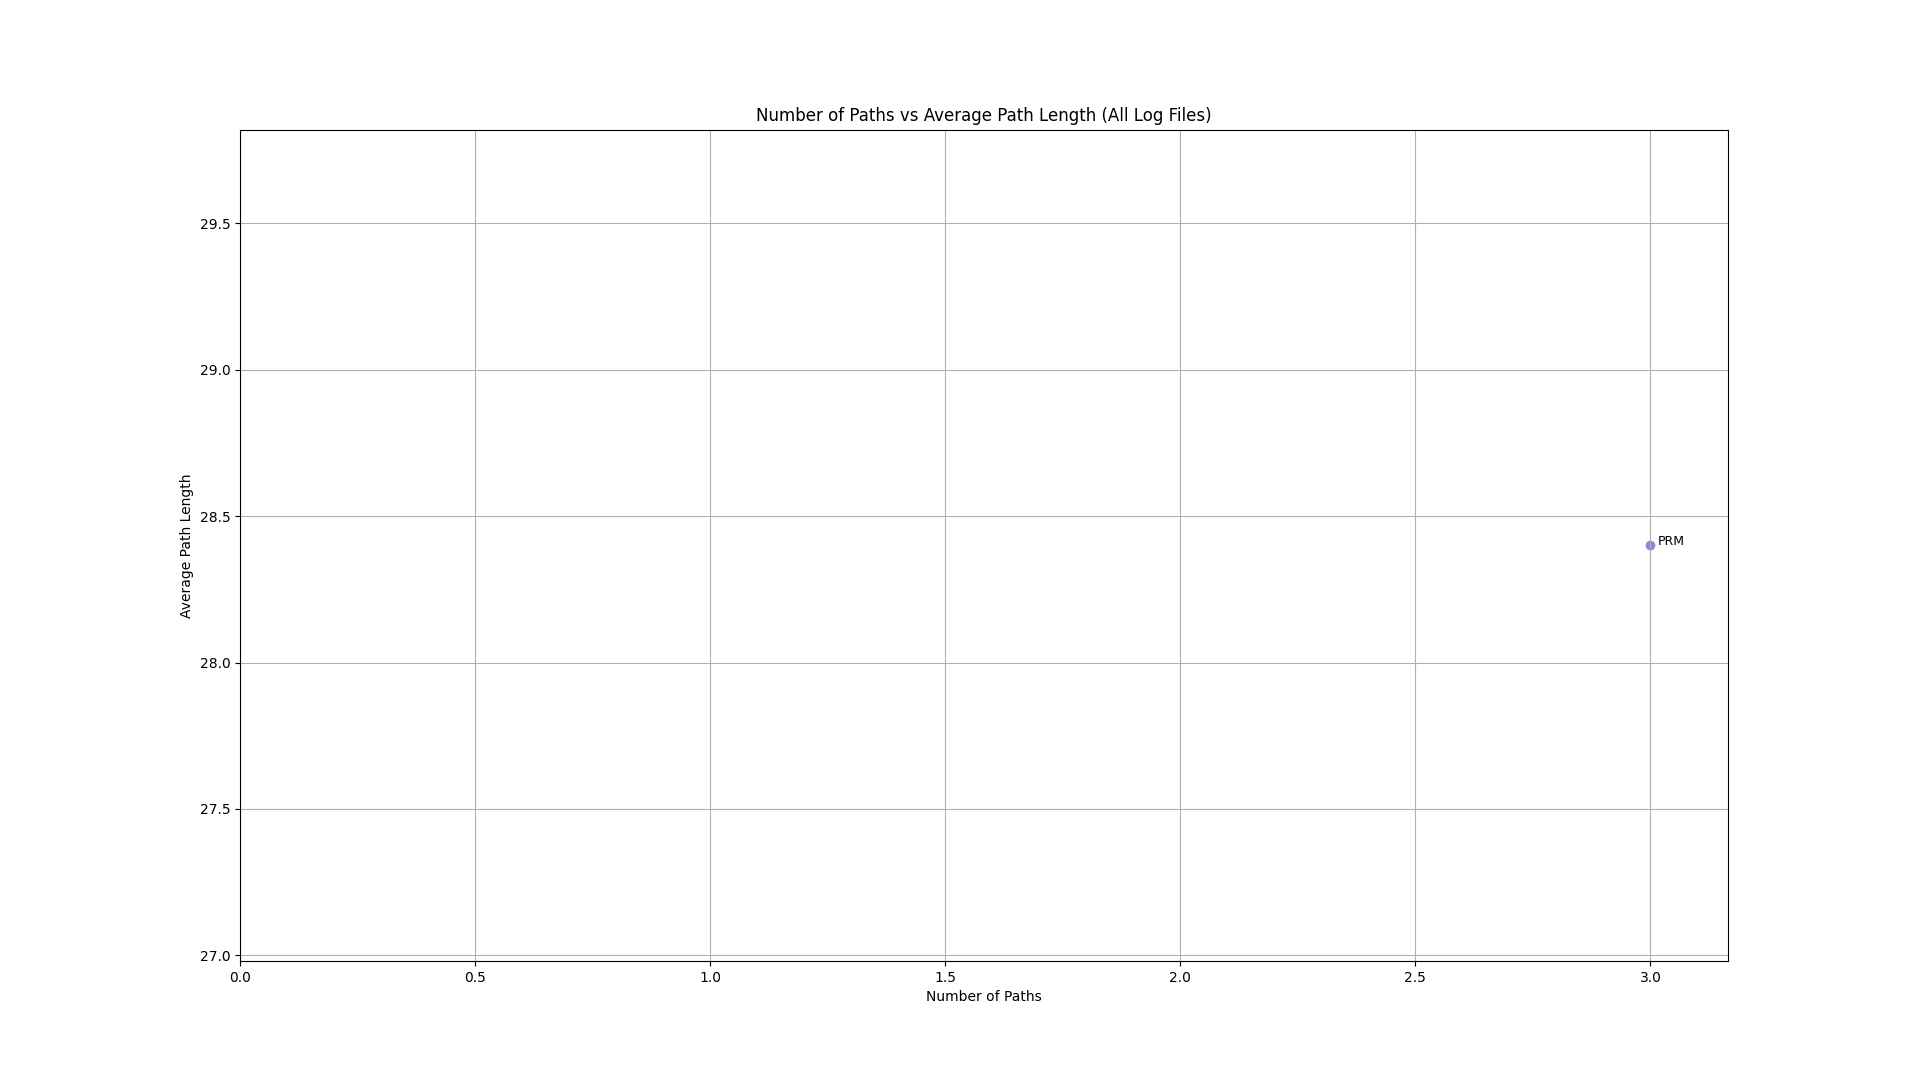 Number of Paths vs Average Path Length (All Log Files)
29.5
29.0
28.5
28.0
27.5
27.0
Average Path Length
PRM
0.0 0.5 1.0 1.5 2.0 2.5 3.0
Number of Paths